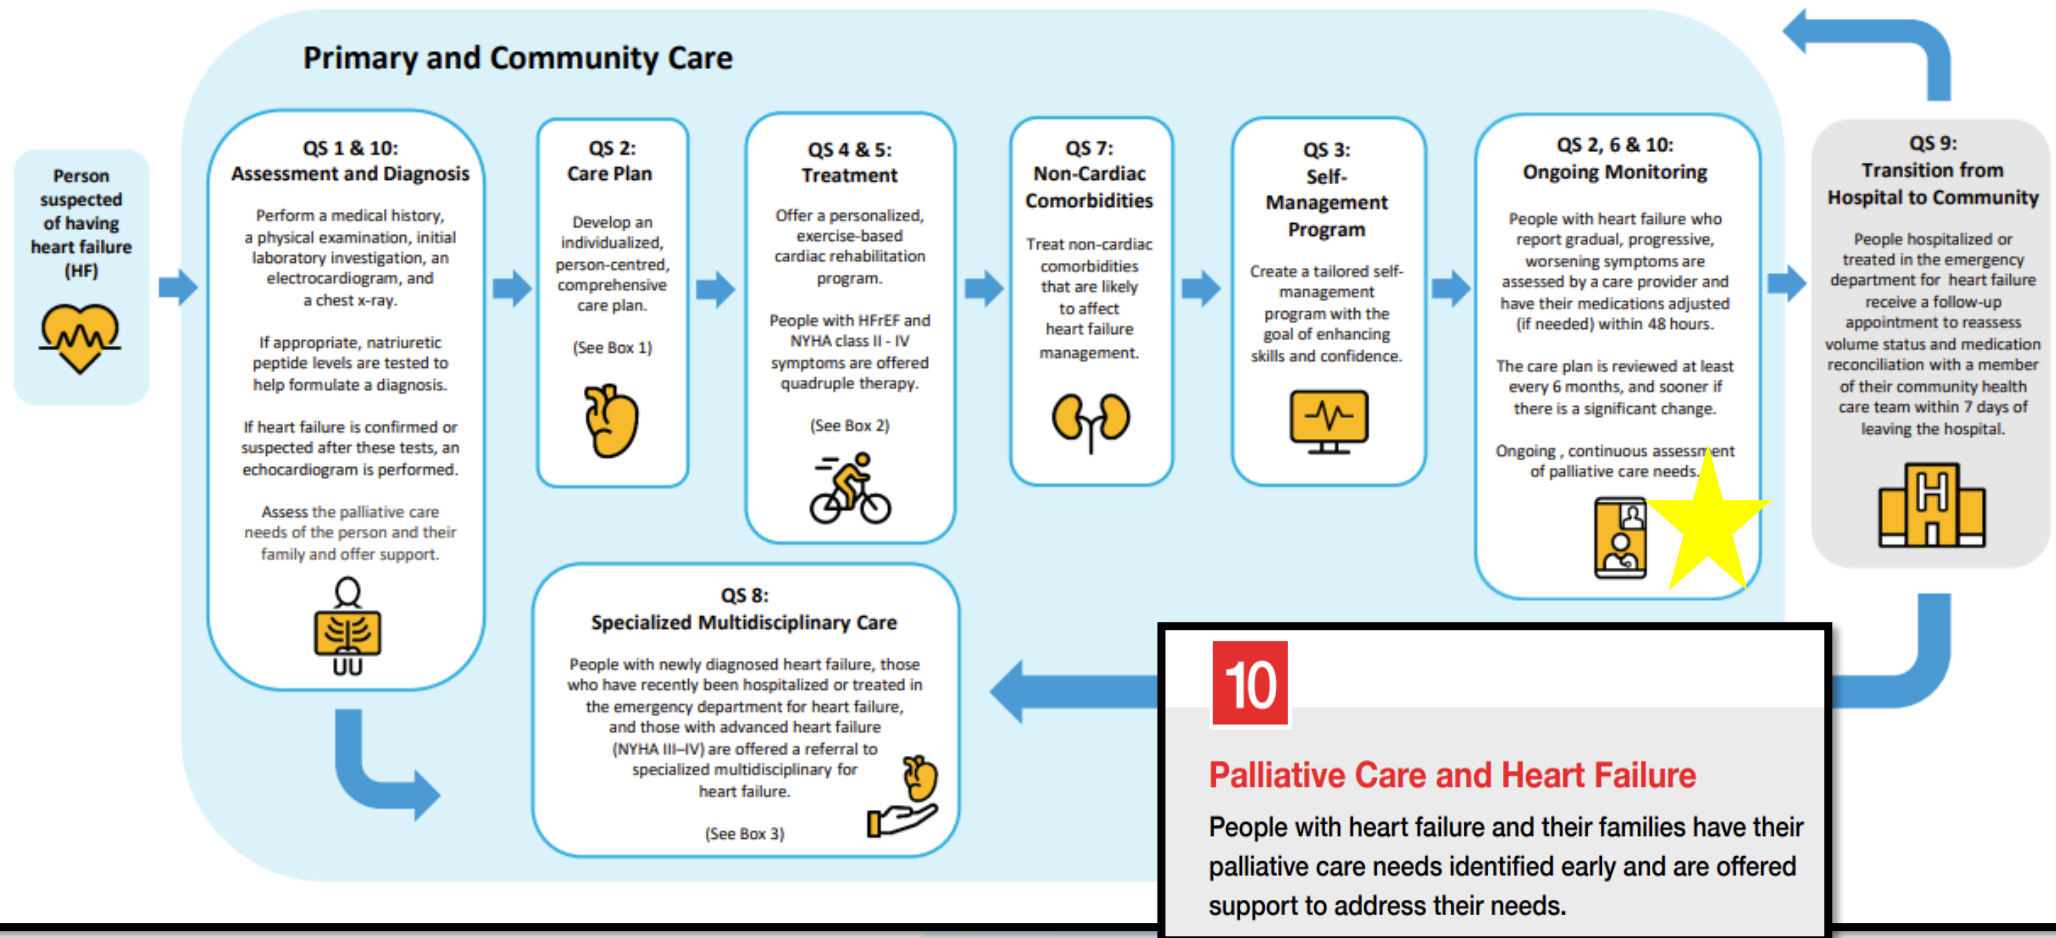 Primary and Community Care
Person
suspected
of having
heart failure
(HF)
QS 1 & 10:
Assessment and Diagnosis
Perform a medical history,
a physical examination, initial
laboratory investigation, an
electrocardiogram, and
a chest x-ray.
If appropriate, natriuretic
peptide levels are tested to
help formulate a diagnosis.
If heart failure is confirmed or
suspected after these tests, an
echocardiogram is performed.
Assess the palliative care
needs of the person and their
family and offer support.
QS 2:
Care Plan
Develop an
individualized,
person-centred,
comprehensive
care plan.
(See Box 1)
QS 4 & 5:
Treatment
Offer a personalized,
exercise-based
cardiac rehabilitation
program.
People with HFrEF and
NYHA class II - IV
symptoms are offered
quadruple therapy.
(See Box 2)
QS 7:
Non-Cardiac
Comorbidities
Treat non-cardiac
comorbidities
that are likely
to affect
heart failure
management.
QS 3:
Self-
Management
Program
Create a tailored self-
management
program with the
goal of enhancing
skills and confidence.
QS 2, 6 & 10:
Ongoing Monitoring
People with heart failure who
report gradual, progressive,
worsening symptoms are
assessed by a care provider and
have their medications adjusted
(if needed) within 48 hours.
The care plan is reviewed at least
every 6 months, and sooner if
there is a significant change.
Ongoing , continuous assessment
of palliative care needs.
QS 9:
Transition from
Hospital to Community
People hospitalized or
treated in the emergency
department for heart failure
receive a follow-up
appointment to reassess
volume status and medication
reconciliation with a member
of their community health
care team within 7 days of
leaving the hospital.
H
QS 8:
Specialized Multidisciplinary Care
People with newly diagnosed heart failure, those
who have recently been hospitalized or treated in
the emergency department for heart failure,
and those with advanced heart failure
(NYHA III–IV) are offered a referral to
specialized multidisciplinary for
heart failure.
(See Box 3)
10
Palliative Care and Heart Failure
People with heart failure and their families have their
palliative care needs identified early and are offered
support to address their needs.